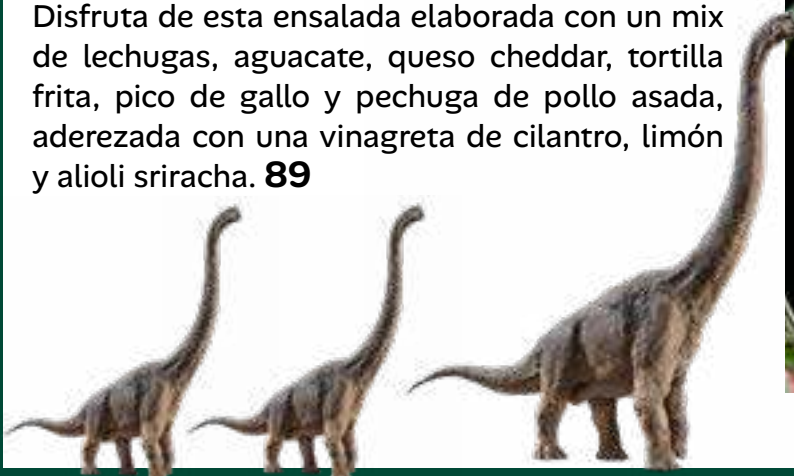 Disfruta de esta ensalada elaborada con un mix
de lechugas, aguacate, queso cheddar, tortilla
frita, pico de gallo y pechuga de pollo asada,
aderezada con una vinagreta de cilantro, limón
y alioli sriracha. 89